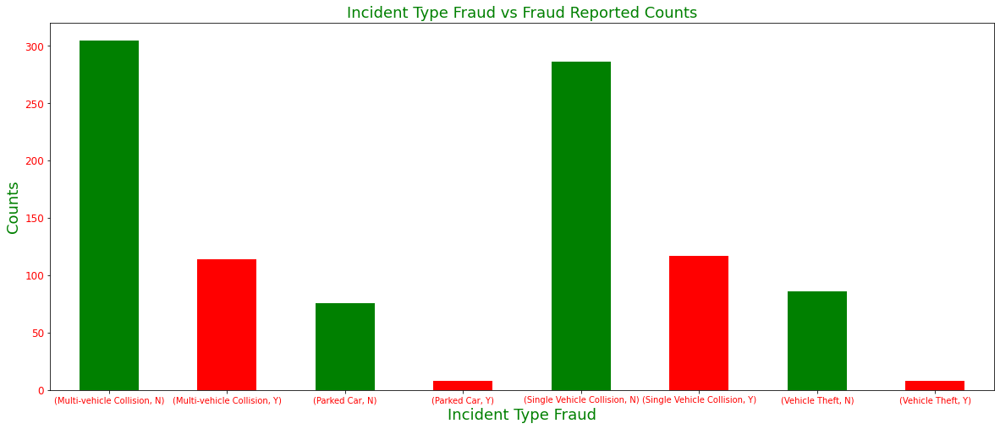 Incident Type Fraud vs Fraud Reported Counts
Counts
300
250
200
150
100
50
0
(Multi-vehicle Collision, N) (Multi-vehicle Collision, Y) (Parked Car, N) (Parked Car, Y) (Single Vehicle Collision, N) (Single Vehicle Collision, Y) (Vehicle Theft, N) (Vehicle Theft, Y)
Incident Type Fraud